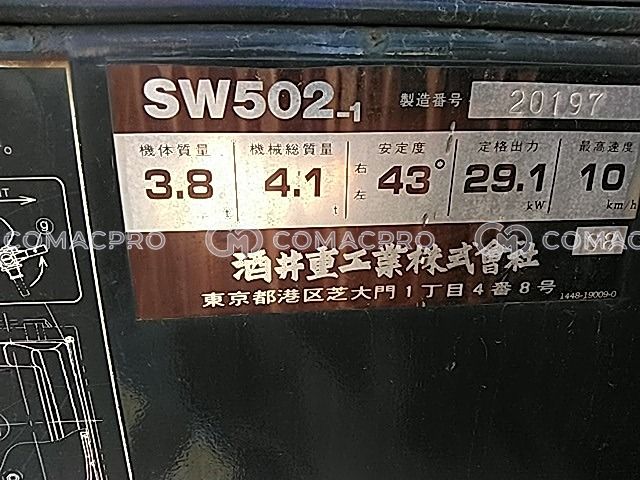 SW502-1 製造番号 20197
機体質量 機械総質量 安定度 定格出力 最高速度
3.8 t 4.1 t 右左 43° 29.1 kW 10 km/h
COMACPRO COMACPRO COMACPRO
酒井重工業株式會社
東京都港区芝大門1丁目4番8号 1448-19009-0
NT
g